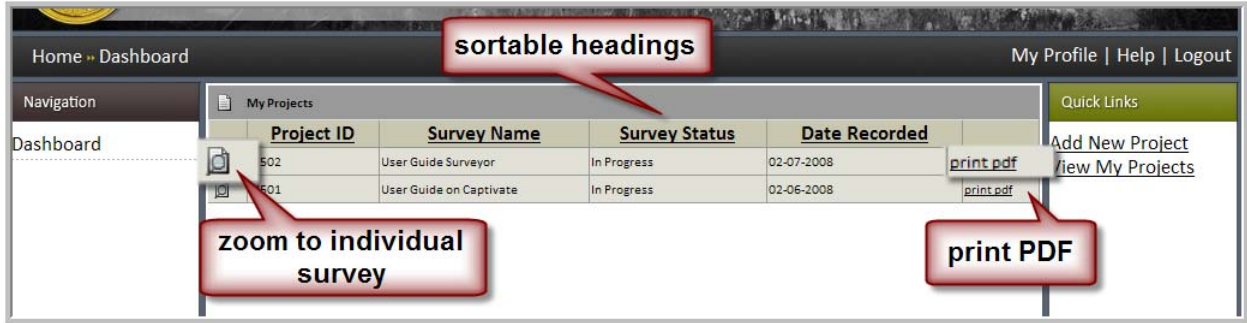 sortable headings
Home » Dashboard
My Profile | Help | Logout
Navigation
My Projects
Quick Links
Dashboard
Project ID Survey Name Survey Status Date Recorded
Add New Project
View My Projects
User Guide Surveyor In Progress 02-07-2008 print pdf
User Guide on Captivate In Progress 02-06-2008 print pdf
zoom to individual
survey
print PDF